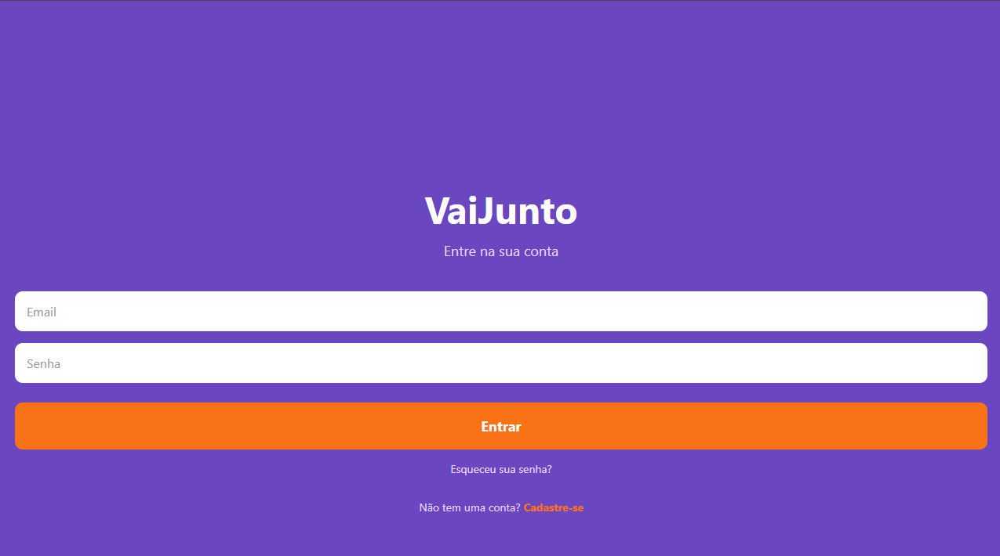 VaiJunto
Entre na sua conta
Email
Senha
Entrar
Esqueceu sua senha?
Não tem uma conta? Cadastre-se